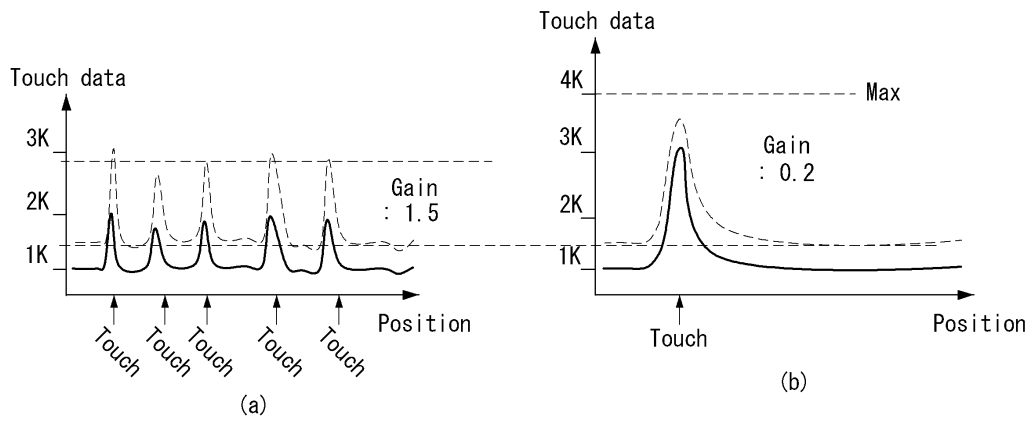 Touch data
3K
2K
1K
Gain
: 1.5
Position
Touch
Touch
Touch
Touch
Touch
(a)
Touch data
4K
Max
3K
Gain
: 0.2
2K
1K
Position
Touch
(b)